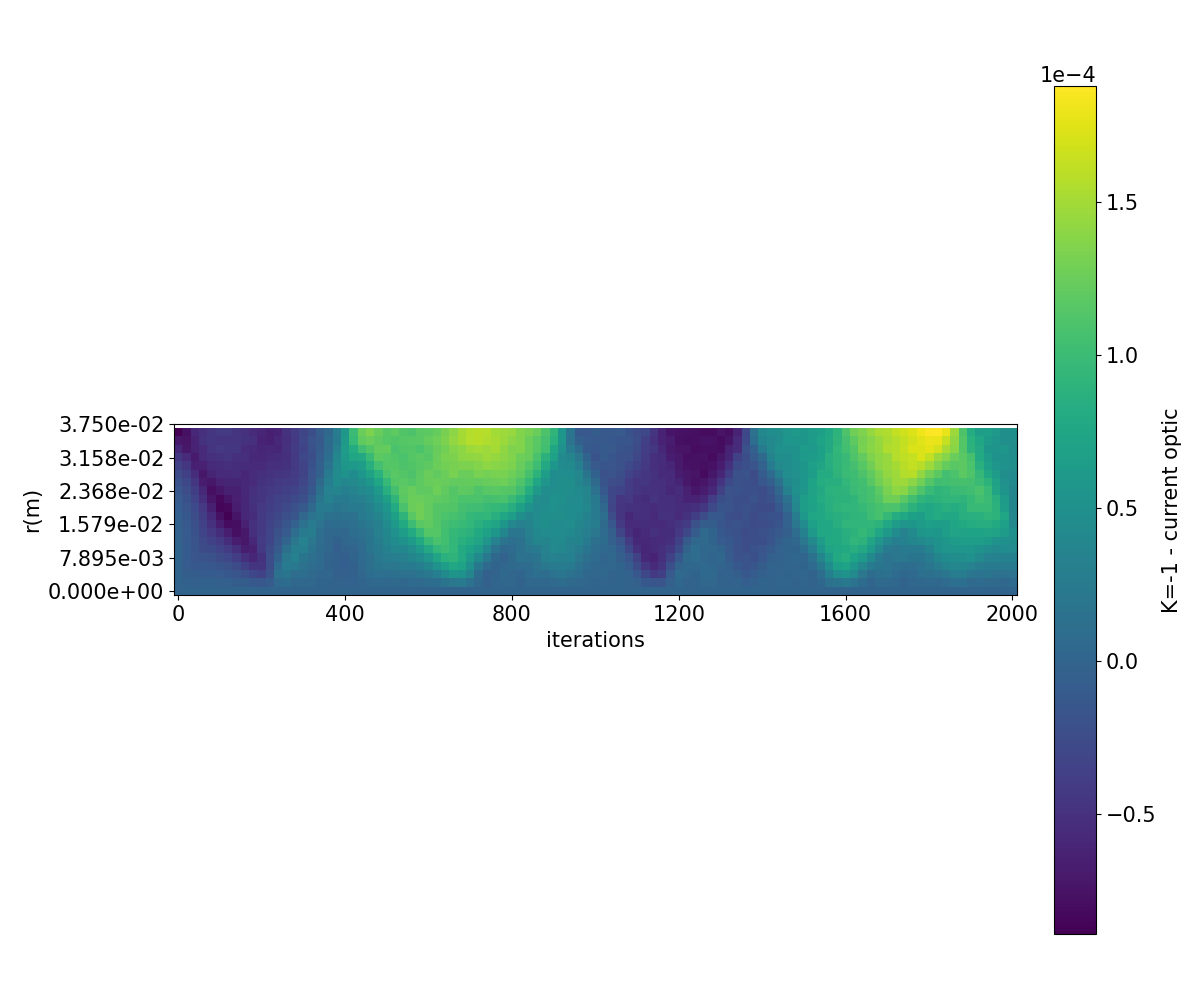 1e−4
1.5
1.0
0.5
0.0
−0.5
K=-1 - current optic
3.750e-02
3.158e-02
2.368e-02
1.579e-02
7.895e-03
0.000e+00
r(m)
0 400 800 1200 1600 2000
iterations